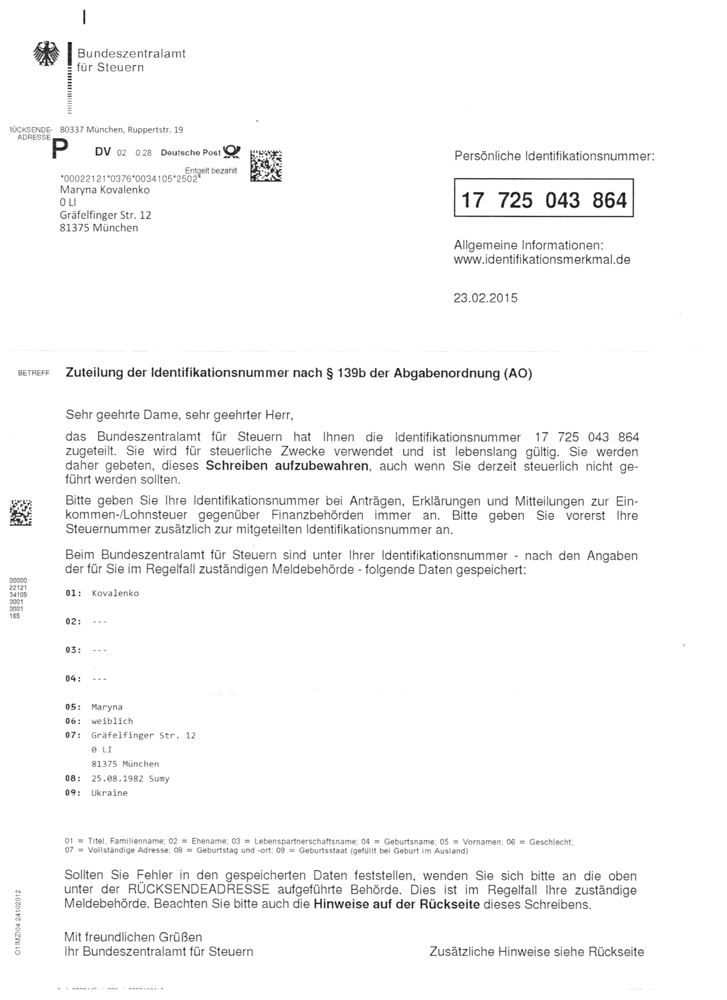 Bundeszentralamt
für Steuern
RÜCKSENDE-
ADRESSE
80337 München, Ruppertstr. 19
P DV 02 0,28 Deutsche Post
Entgelt bezahlt
*00022121*0376*0034105*2502*
Maryna Kovalenko
0 LI
Gräfelfinger Str. 12
81375 München
Persönliche Identifikationsnummer:
17 725 043 864
Allgemeine Informationen:
www.identifikationsmerkmal.de
23.02.2015
BETREFF Zuteilung der Identifikationsnummer nach § 139b der Abgabenordnung (AO)
Sehr geehrte Dame, sehr geehrter Herr,
das Bundeszentralamt für Steuern hat Ihnen die Identifikationsnummer 17 725 043 864
zugeteilt. Sie wird für steuerliche Zwecke verwendet und ist lebenslang gültig. Sie werden
daher gebeten, dieses Schreiben aufzubewahren, auch wenn Sie derzeit steuerlich nicht ge-
führt werden sollten.
Bitte geben Sie Ihre Identifikationsnummer bei Anträgen, Erklärungen und Mitteilungen zur Ein-
kommen-/Lohnsteuer gegenüber Finanzbehörden immer an. Bitte geben Sie vorerst Ihre
Steuernummer zusätzlich zur mitgeteilten Identifikationsnummer an.
Beim Bundeszentralamt für Steuern sind unter Ihrer Identifikationsnummer - nach den Angaben
der für Sie im Regelfall zuständigen Meldebehörde - folgende Daten gespeichert:
00000
22121
34105
0001
0001
165
01: Kovalenko
02: ---
03: ---
04: ---
05: Maryna
06: weiblich
07: Gräfelfinger Str. 12
0 LI
81375 München
08: 25.08.1982 Sumy
09: Ukraine
01 = Titel, Familienname; 02 = Ehename; 03 = Lebenspartnerschaftsname; 04 = Geburtsname; 05 = Vornamen; 06 = Geschlecht;
07 = Vollständige Adresse; 08 = Geburtstag und -ort; 09 = Geburtsstaat (gefüllt bei Geburt im Ausland)
Sollten Sie Fehler in den gespeicherten Daten feststellen, wenden Sie sich bitte an die oben
unter der RÜCKSENDEADRESSE aufgeführte Behörde. Dies ist im Regelfall Ihre zuständige
Meldebehörde. Beachten Sie bitte auch die Hinweise auf der Rückseite dieses Schreibens.
O1IMZI04 24102012
Mit freundlichen Grüßen
Ihr Bundeszentralamt für Steuern
Zusätzliche Hinweise siehe Rückseite